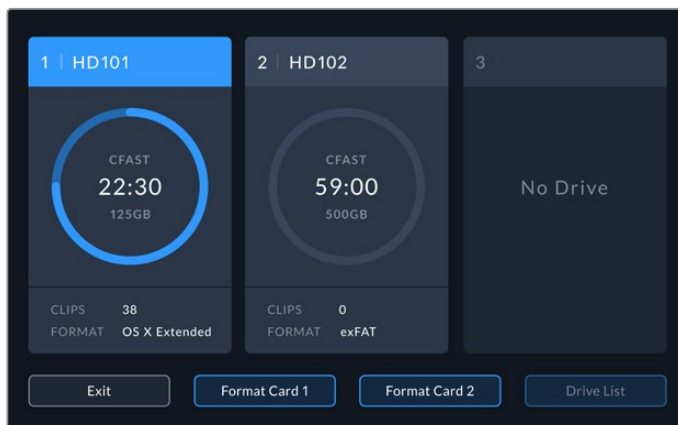 1 | HD101
CFAST
22:30
125GB
CLIPS 38
FORMAT OS X Extended
2 | HD102
CFAST
59:00
500GB
CLIPS 0
FORMAT exFAT
3 |
No Drive
Exit
Format Card 1
Format Card 2
Drive List